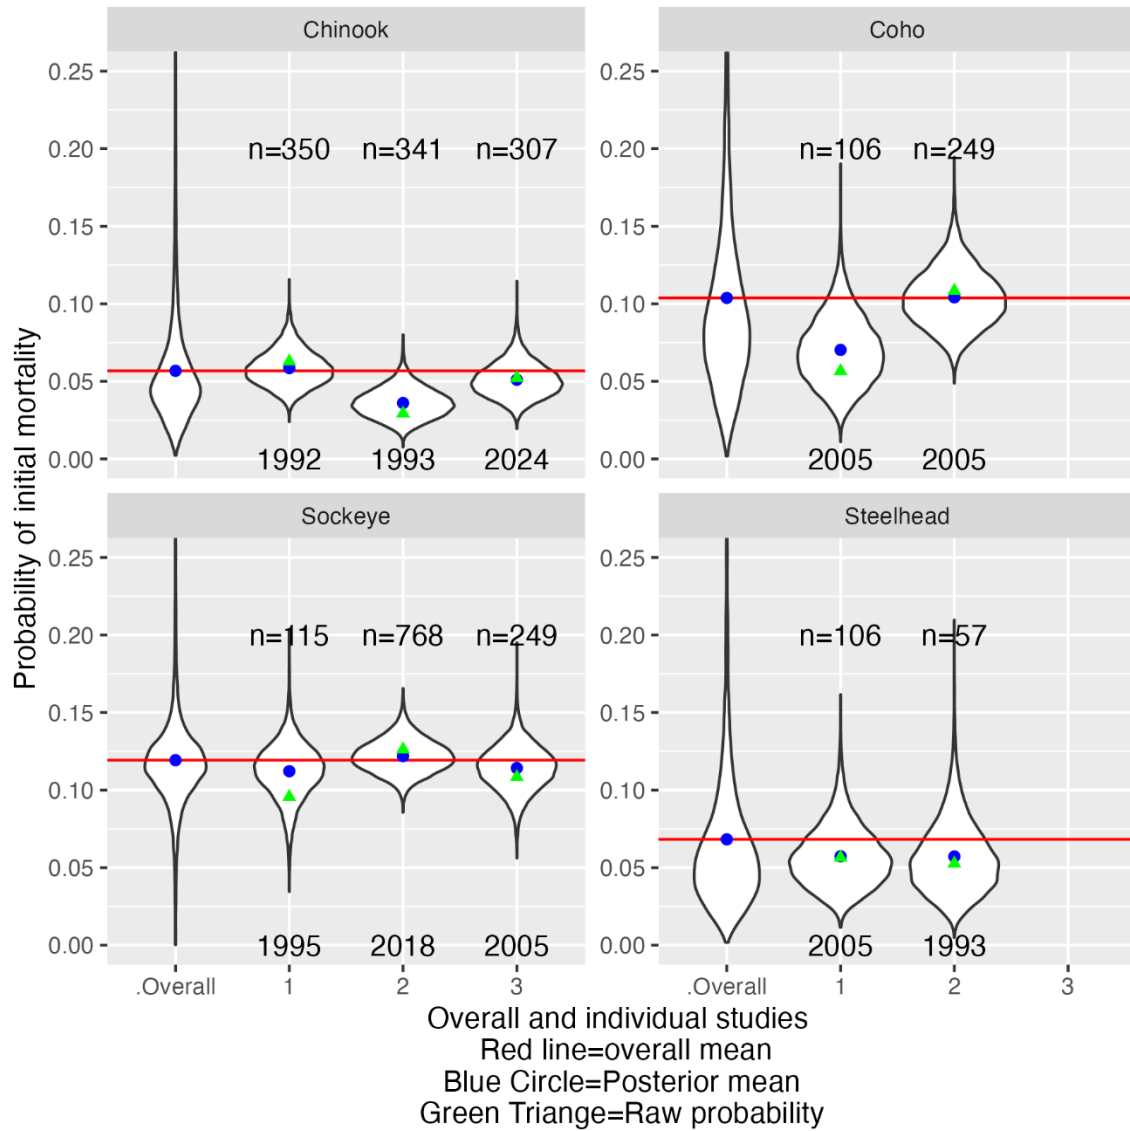 Chinook
Coho
0.25
0.20
0.15
0.10
0.05
0.00
n=350 n=341 n=307
1992 1993 2024
0.25
0.20
0.15
0.10
0.05
0.00
n=106 n=249
2005 2005
Sockeye
Steelhead
0.25
0.20
0.15
0.10
0.05
0.00
n=115 n=768 n=249
1995 2018 2005
.Overall 1 2 3
0.25
0.20
0.15
0.10
0.05
0.00
n=106 n=57
2005 1993
.Overall 1 2 3
Probability of initial mortality
Overall and individual studies
Red line=overall mean
Blue Circle=Posterior mean
Green Triange=Raw probability